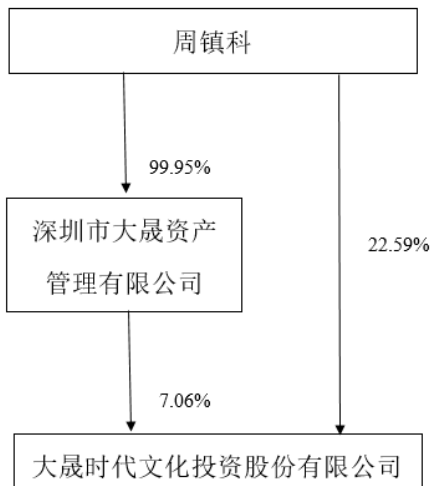 周镇科
99.95%
深圳市大晟资产
管理有限公司
22.59%
7.06%
大晟时代文化投资股份有限公司